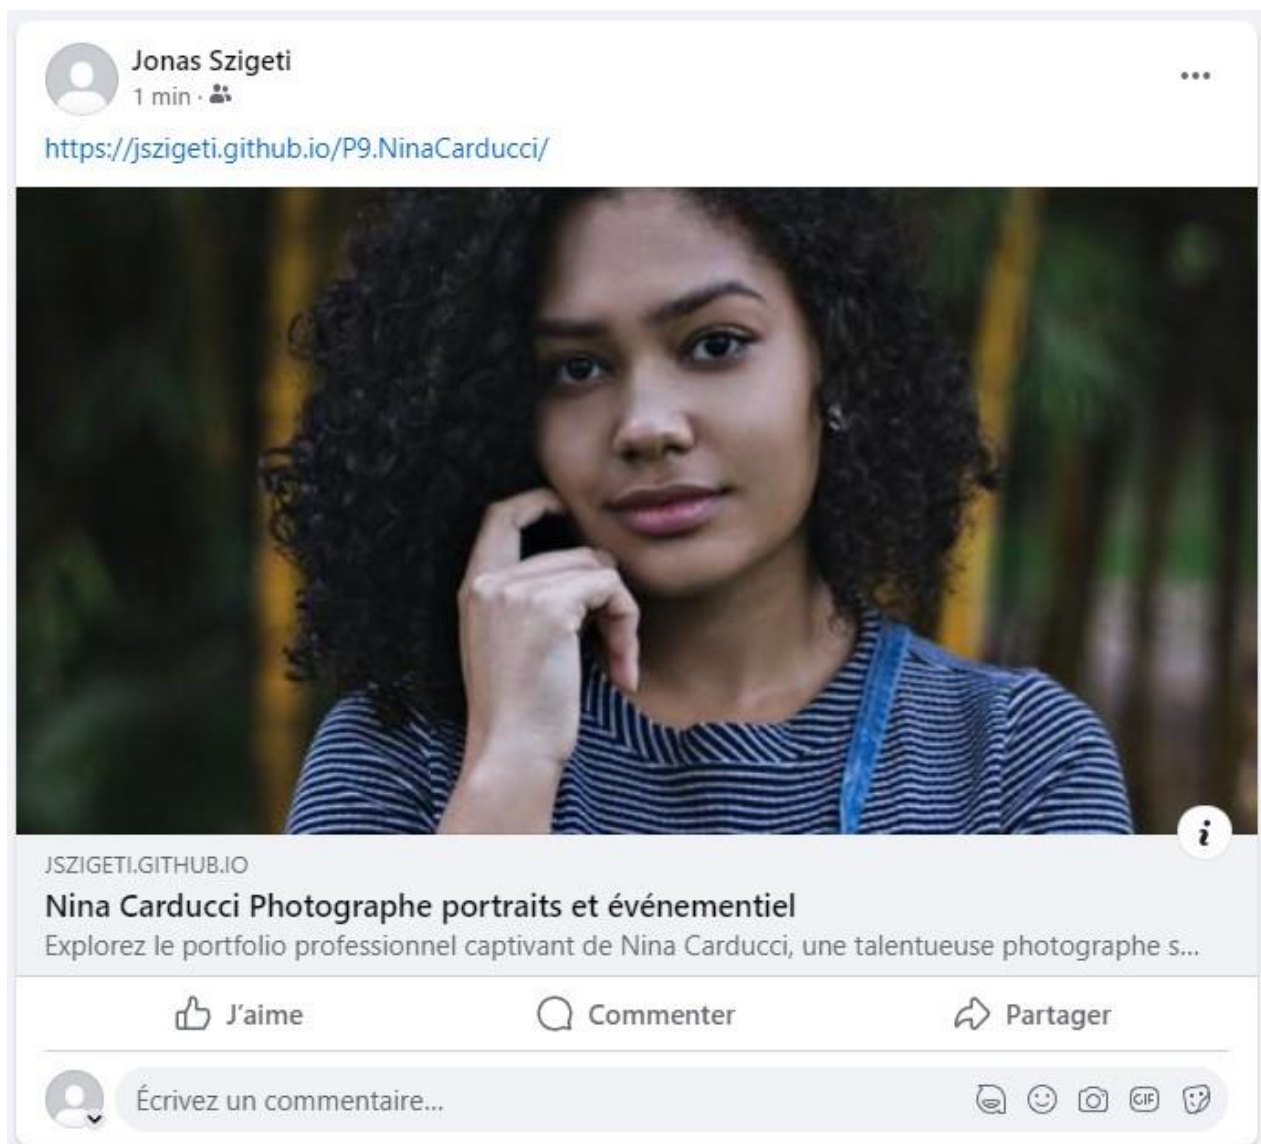 Jonas Szigeti
1 min ·
https://jszigeti.github.io/P9.NinaCarducci/
i
JSZIGETI.GITHUB.IO
Nina Carducci Photographe portraits et événementiel
Explorez le portfolio professionnel captivant de Nina Carducci, une talentueuse photographe s...
J'aime Commenter Partager
Écrivez un commentaire... GIF